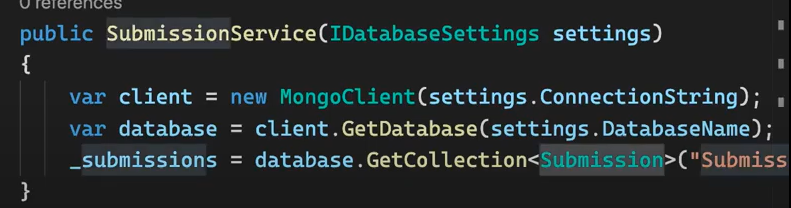 0 references
public SubmissionService(IDatabaseSettings settings)
{
var client = new MongoClient(settings.ConnectionString);
var database = client.GetDatabase(settings.DatabaseName);
_submissions = database.GetCollection<Submission>("Submiss
}